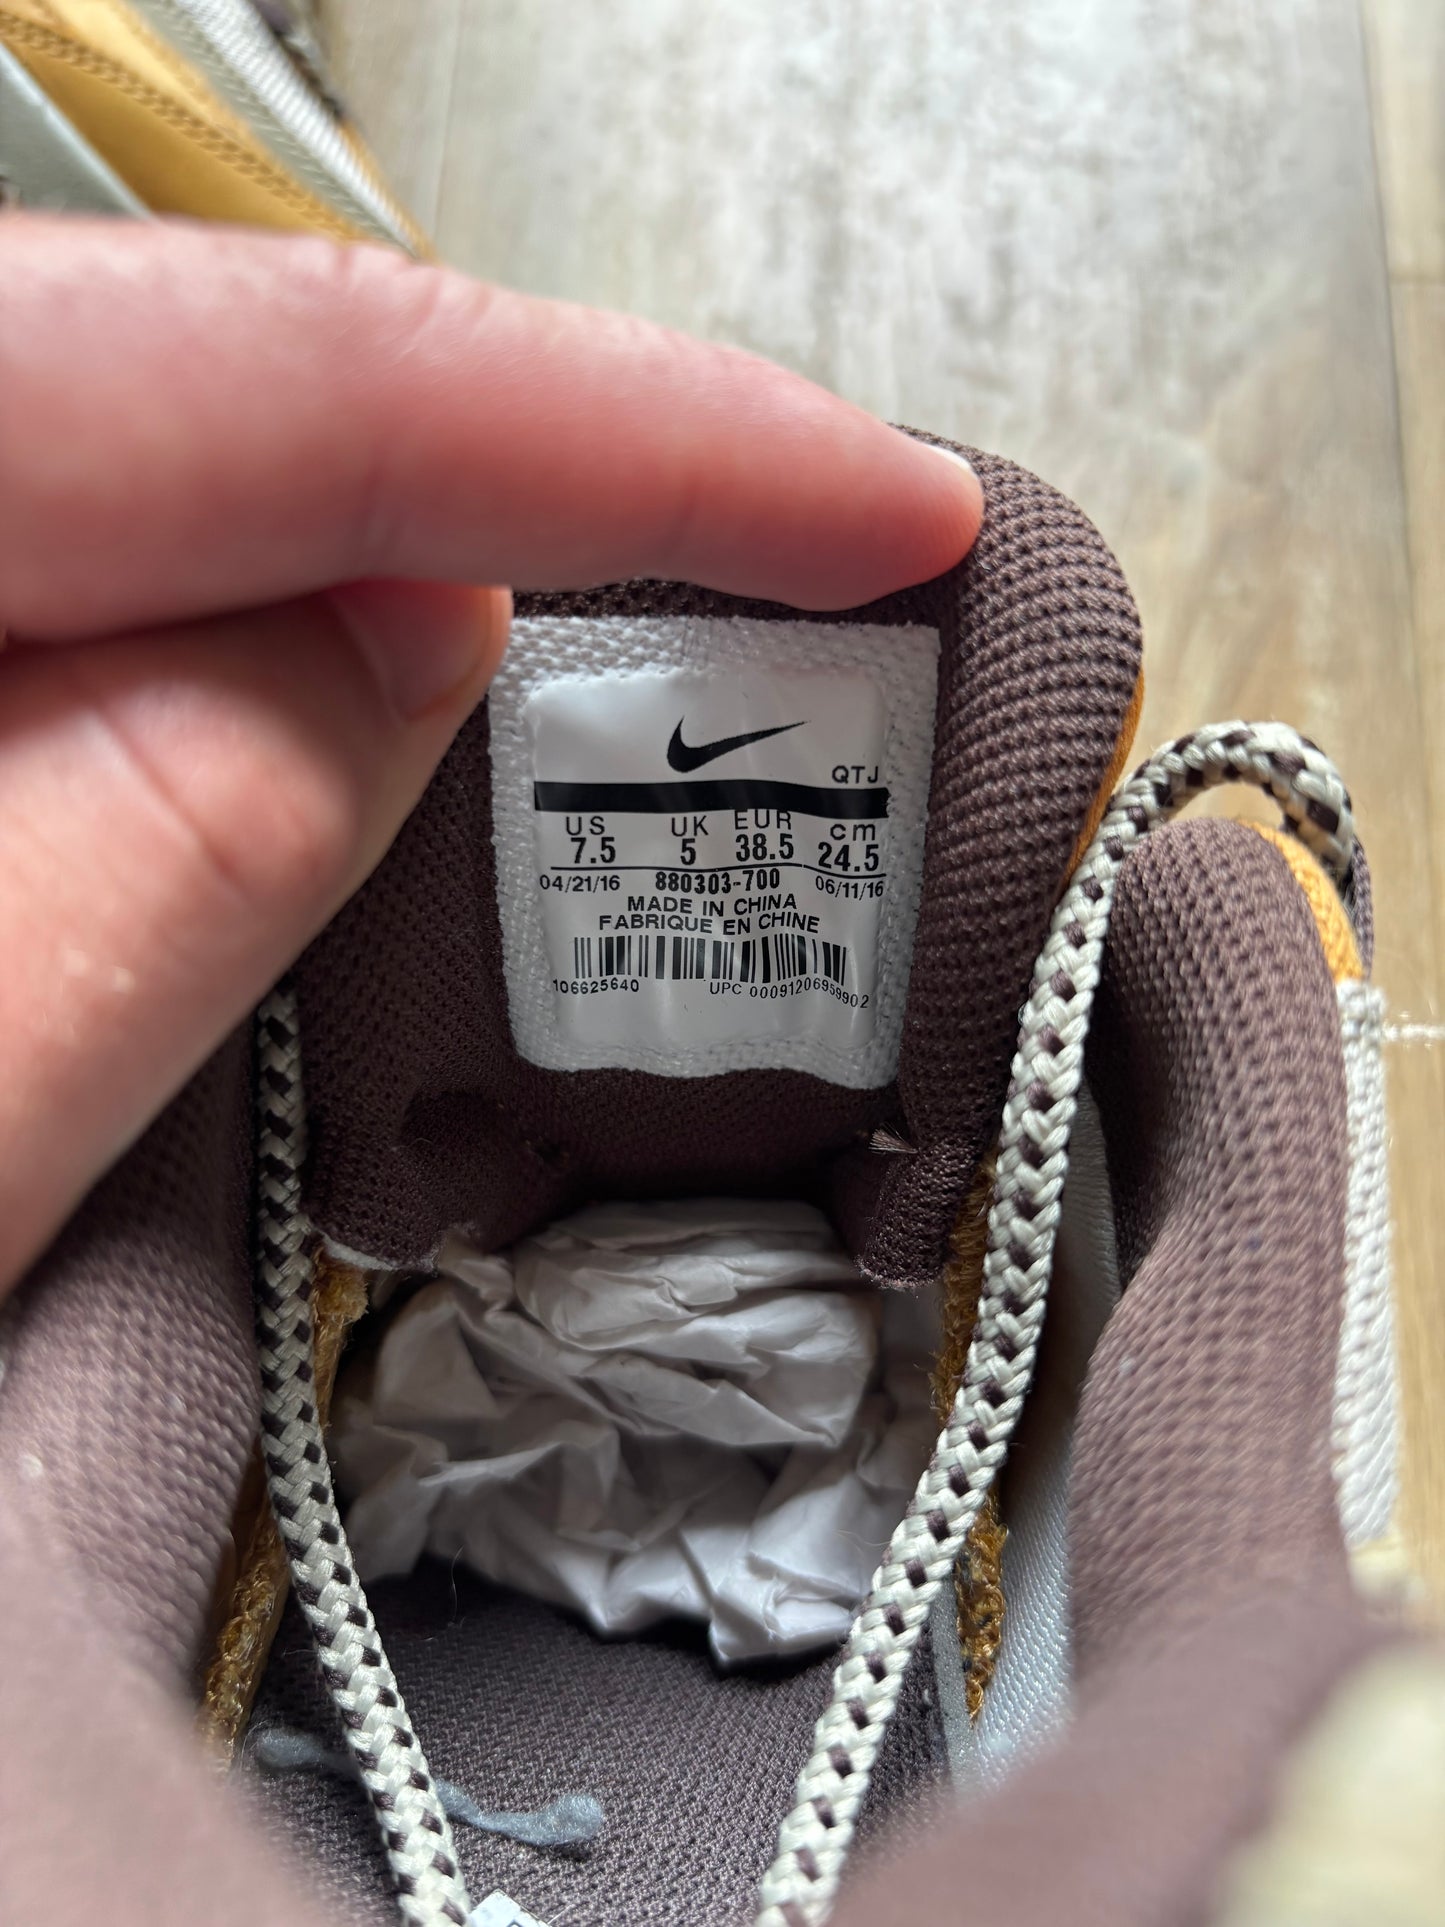 QTJ
US UK EUR cm
7.5 5 38.5 24.5
04/21/16 880303-700 06/11/16
MADE IN CHINA
FABRIQUE EN CHINE
106625640 UPC 00091206959902